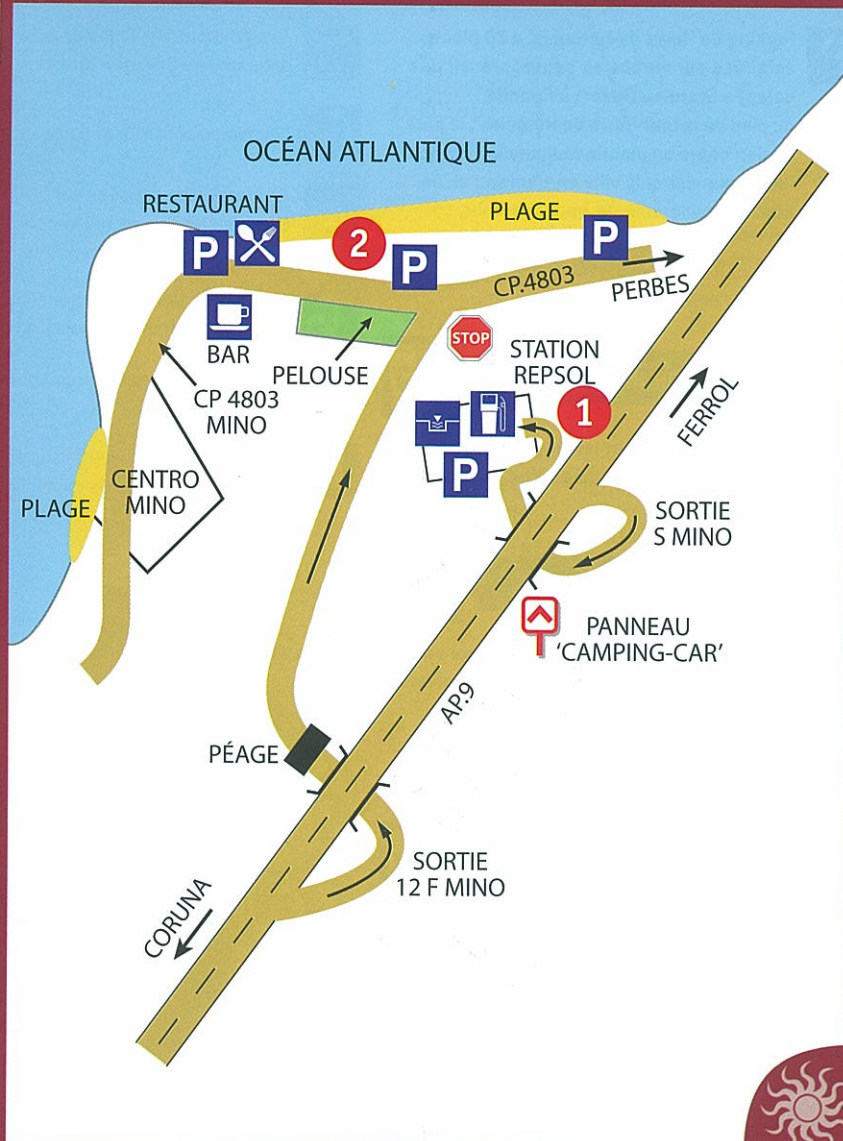 OCÉAN ATLANTIQUE
RESTAURANT
PLAGE
P
2
P
P
CP.4803
PERBES
BAR
PELOUSE
STOP
STATION
REPSOL
CP 4803
MINO
1
FERROL
P
CENTRO
MINO
PLAGE
SORTIE
S MINO
PANNEAU
'CAMPING-CAR'
AP.9
PÉAGE
SORTIE
12 F MINO
CORUNA